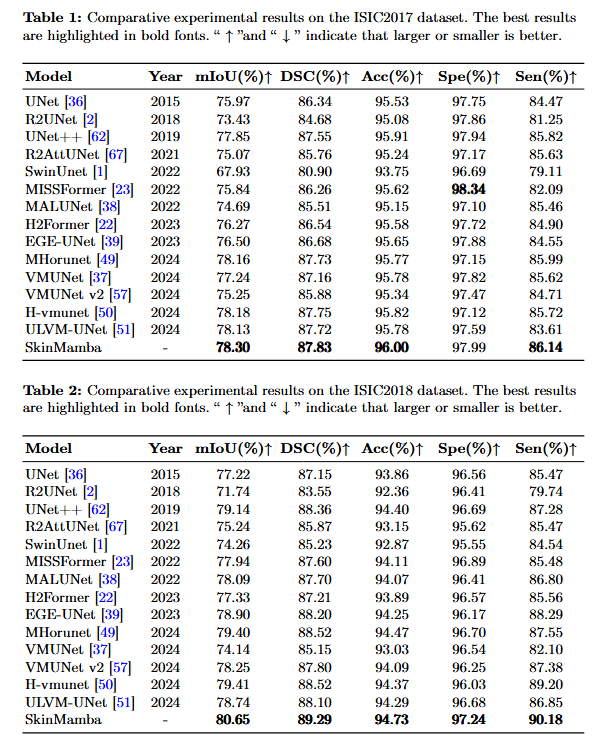 Table 1: Comparative experimental results on the ISIC2017 dataset. The best results
are highlighted in bold fonts. “ ↑ ”and “ ↓ ” indicate that larger or smaller is better.
Model Year mIoU(%)↑ DSC(%)↑ Acc(%)↑ Spe(%)↑ Sen(%)↑
UNet [36] 2015 75.97 86.34 95.53 97.75 84.47
R2UNet [2] 2018 73.43 84.68 95.08 97.86 81.25
UNet++ [62] 2019 77.85 87.55 95.91 97.94 85.82
R2AttUNet [67] 2021 75.07 85.76 95.24 97.17 85.63
SwinUnet [1] 2022 67.93 80.90 93.75 96.69 79.11
MISSFormer [23] 2022 75.84 86.26 95.62 98.34 82.09
MALUNet [38] 2022 74.69 85.51 95.15 97.10 85.46
H2Former [22] 2023 76.27 86.54 95.58 97.72 84.90
EGE-UNet [39] 2023 76.50 86.68 95.65 97.88 84.55
MHorunet [49] 2024 78.16 87.73 95.77 97.15 85.99
VMUNet [37] 2024 77.24 87.16 95.78 97.82 85.62
VMUNet v2 [57] 2024 75.25 85.88 95.34 97.47 84.71
H-vmunet [50] 2024 78.18 87.75 95.82 97.12 85.72
ULVM-UNet [51] 2024 78.13 87.72 95.78 97.59 83.61
SkinMamba - 78.30 87.83 96.00 97.99 86.14
Table 2: Comparative experimental results on the ISIC2018 dataset. The best results
are highlighted in bold fonts. “ ↑ ”and “ ↓ ” indicate that larger or smaller is better.
Model Year mIoU(%)↑ DSC(%)↑ Acc(%)↑ Spe(%)↑ Sen(%)↑
UNet [36] 2015 77.22 87.15 93.86 96.56 85.47
R2UNet [2] 2018 71.74 83.55 92.36 96.41 79.74
UNet++ [62] 2019 79.14 88.36 94.40 96.69 87.28
R2AttUNet [67] 2021 75.24 85.87 93.15 95.62 85.47
SwinUnet [1] 2022 74.26 85.23 92.87 95.55 84.54
MISSFormer [23] 2022 77.94 87.60 94.11 96.89 85.48
MALUNet [38] 2022 78.09 87.70 94.07 96.41 86.80
H2Former [22] 2023 77.33 87.21 93.89 96.57 85.56
EGE-UNet [39] 2023 78.90 88.20 94.25 96.17 88.29
MHorunet [49] 2024 79.40 88.52 94.47 96.70 87.55
VMUNet [37] 2024 74.14 85.15 93.03 96.54 82.10
VMUNet v2 [57] 2024 78.25 87.80 94.09 96.25 87.38
H-vmunet [50] 2024 79.41 88.52 94.37 96.03 89.20
ULVM-UNet [51] 2024 78.74 88.10 94.29 96.68 86.85
SkinMamba - 80.65 89.29 94.73 97.24 90.18